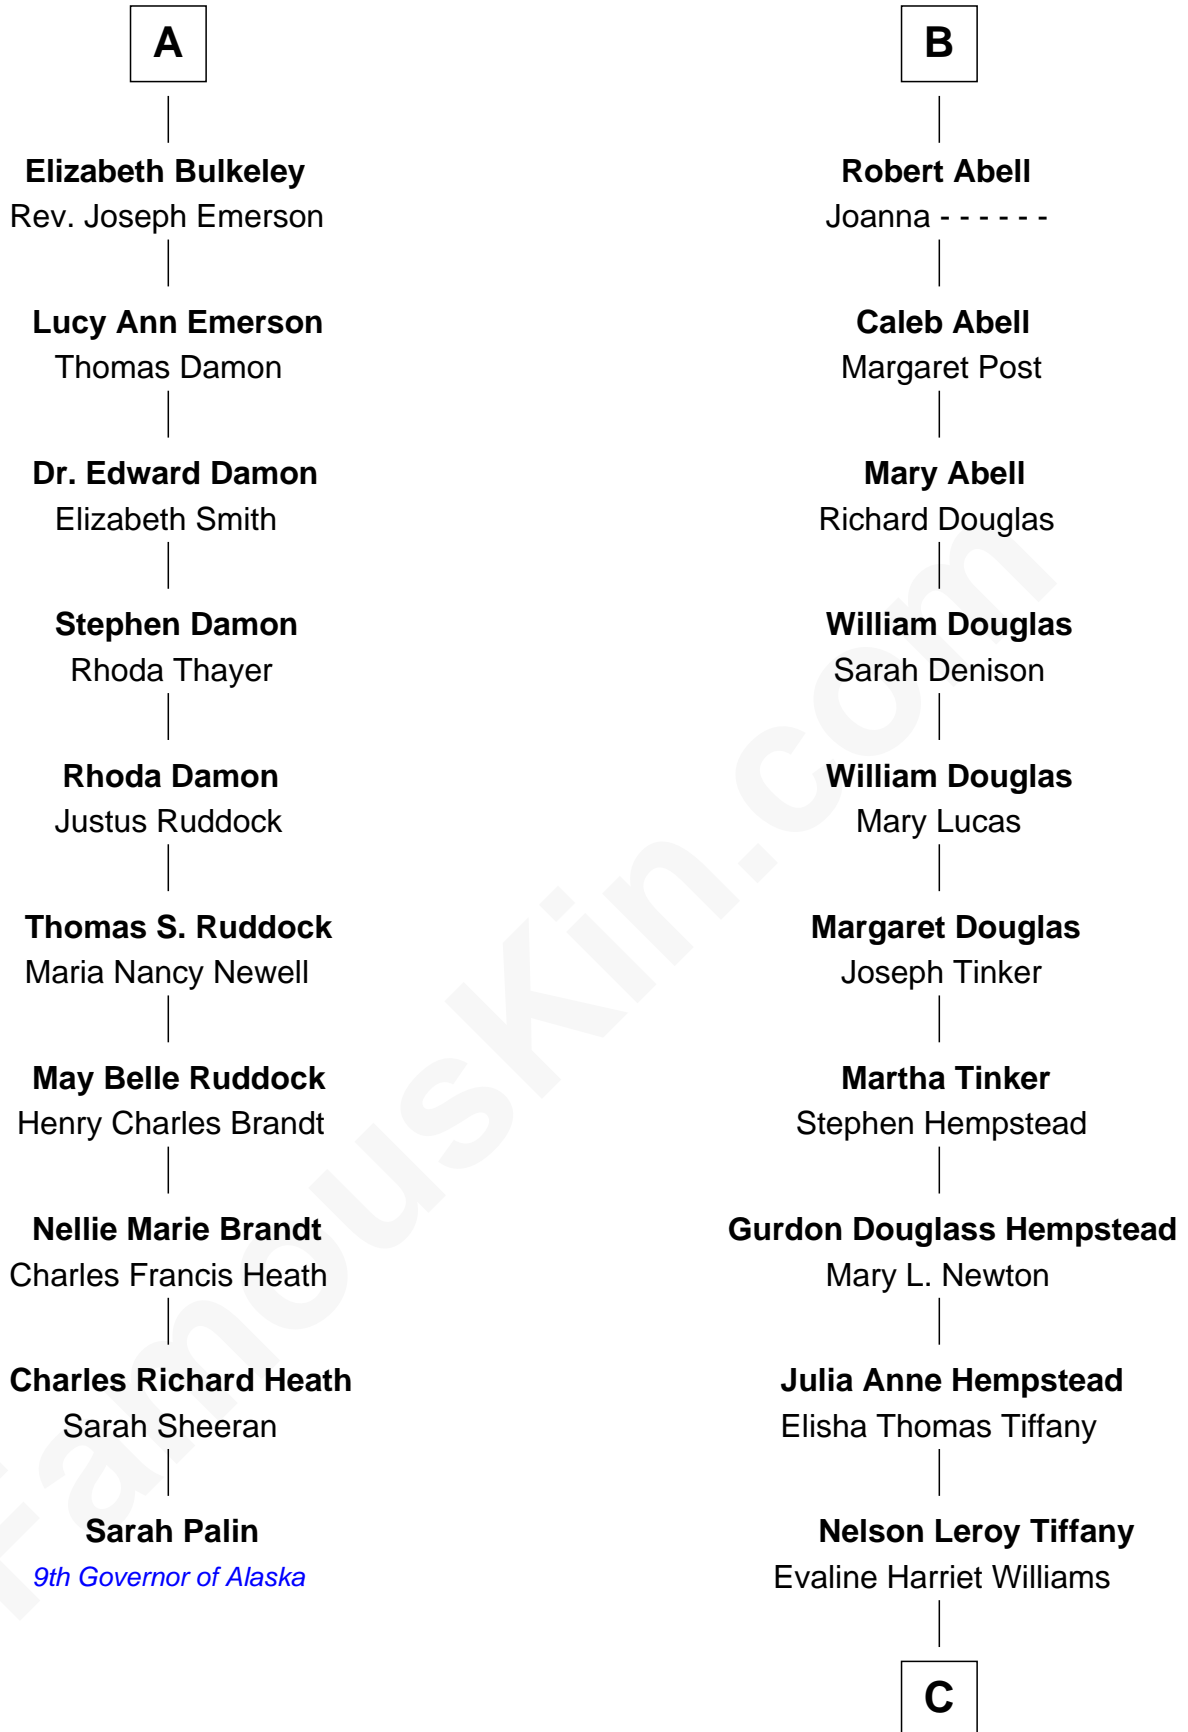 A
Elizabeth Bulkeley
Rev. Joseph Emerson
Lucy Ann Emerson
Thomas Damon
Dr. Edward Damon
Elizabeth Smith
Stephen Damon
Rhoda Thayer
Rhoda Damon
Justus Ruddock
Thomas S. Ruddock
Maria Nancy Newell
May Belle Ruddock
Henry Charles Brandt
Nellie Marie Brandt
Charles Francis Heath
Charles Richard Heath
Sarah Sheeran
Sarah Palin
9th Governor of Alaska
B
Robert Abell
Joanna - - - - - -
Caleb Abell
Margaret Post
Mary Abell
Richard Douglas
William Douglas
Sarah Denison
William Douglas
Mary Lucas
Margaret Douglas
Joseph Tinker
Martha Tinker
Stephen Hempstead
Gurdon Douglass Hempstead
Mary L. Newton
Julia Anne Hempstead
Elisha Thomas Tiffany
Nelson Leroy Tiffany
Evaline Harriet Williams
C
FamousKin.com